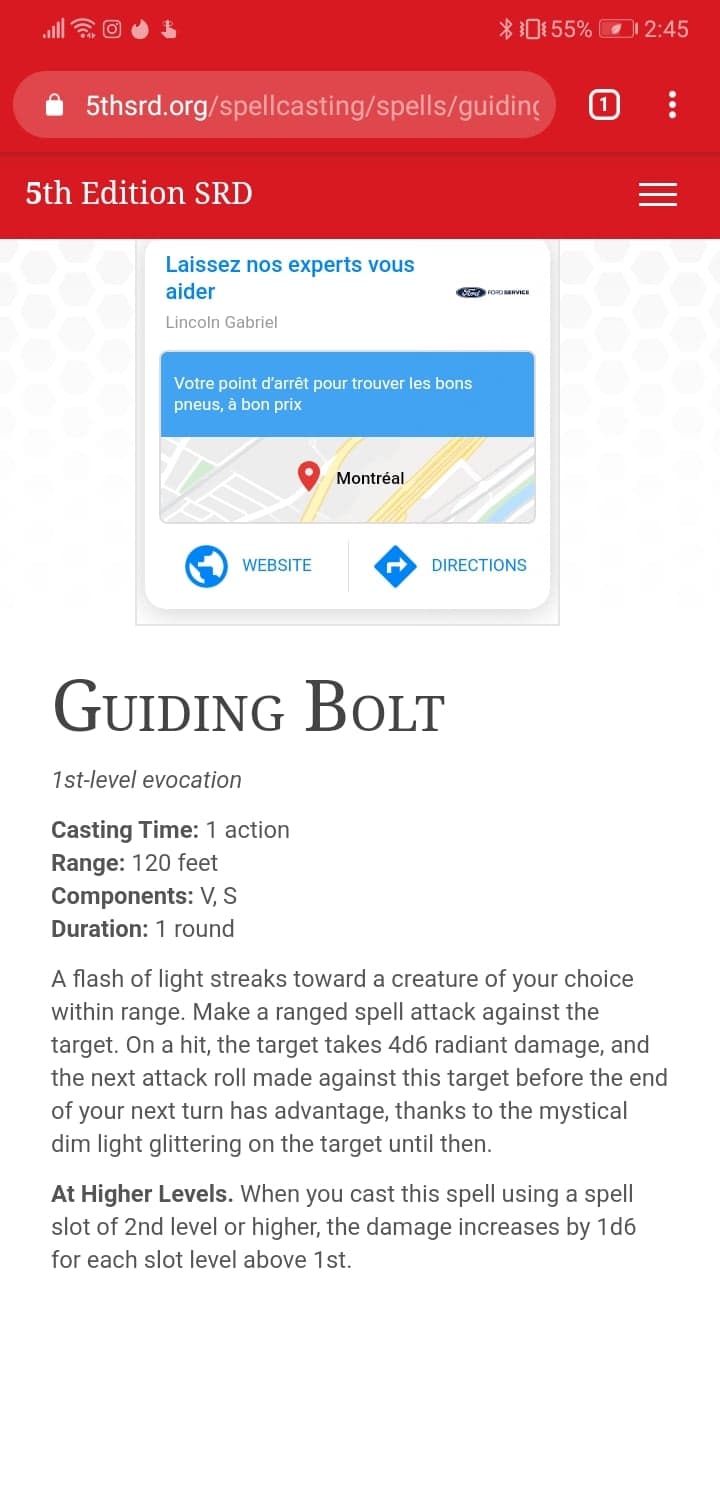 55% 2:45
5thsrd.org/spellcasting/spells/guiding
1
5th Edition SRD
Laissez nos experts vous
aider
Ford FORD SERVICE
Lincoln Gabriel
Votre point d'arrêt pour trouver les bons
pneus, à bon prix
Montréal
WEBSITE DIRECTIONS
GUIDING BOLT
1st-level evocation
Casting Time: 1 action
Range: 120 feet
Components: V, S
Duration: 1 round
A flash of light streaks toward a creature of your choice
within range. Make a ranged spell attack against the
target. On a hit, the target takes 4d6 radiant damage, and
the next attack roll made against this target before the end
of your next turn has advantage, thanks to the mystical
dim light glittering on the target until then.
At Higher Levels. When you cast this spell using a spell
slot of 2nd level or higher, the damage increases by 1d6
for each slot level above 1st.